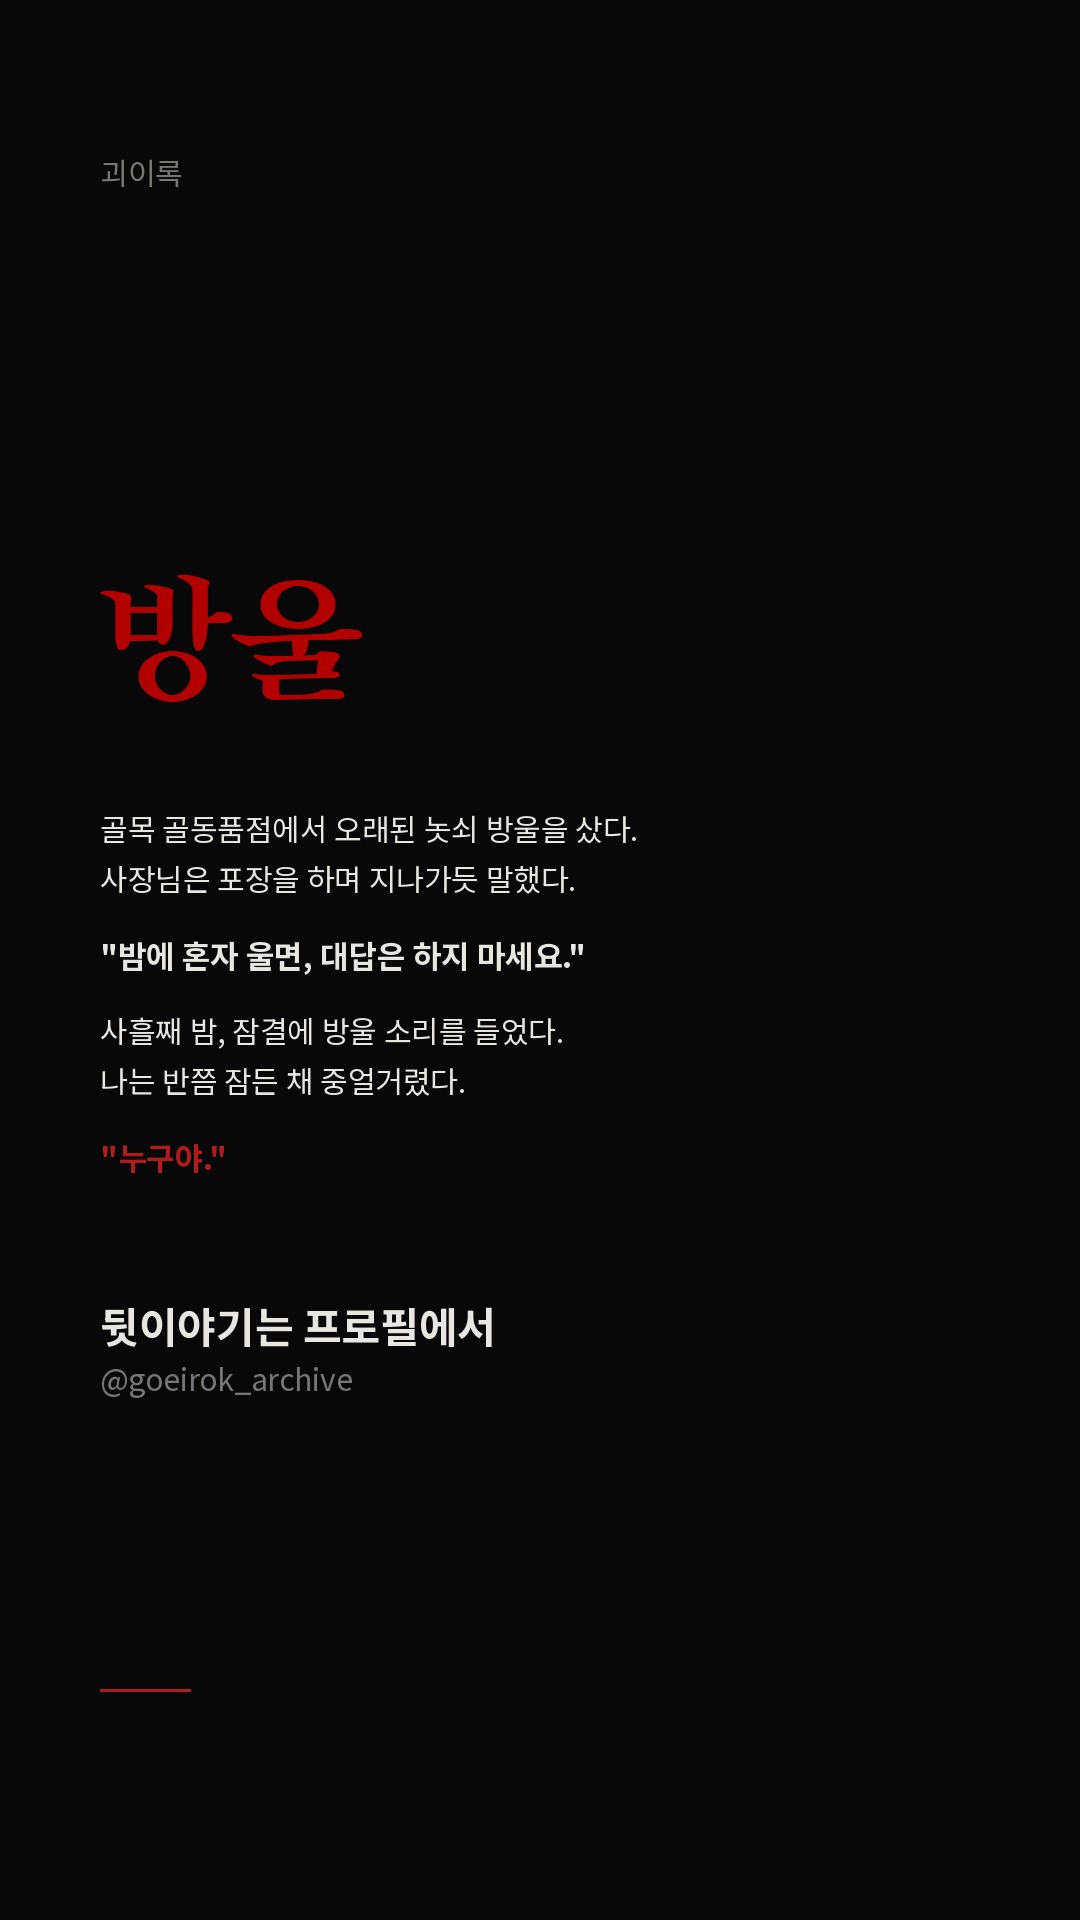 괴이록
방울
골목 골동품점에서 오래된 놋쇠 방울을 샀다.
사장님은 포장을 하며 지나가듯 말했다.
"밤에 혼자 울면, 대답은 하지 마세요."
사흘째 밤, 잠결에 방울 소리를 들었다.
나는 반쯤 잠든 채 중얼거렸다.
"누구야."
뒷이야기는 프로필에서
@goeirok_archive